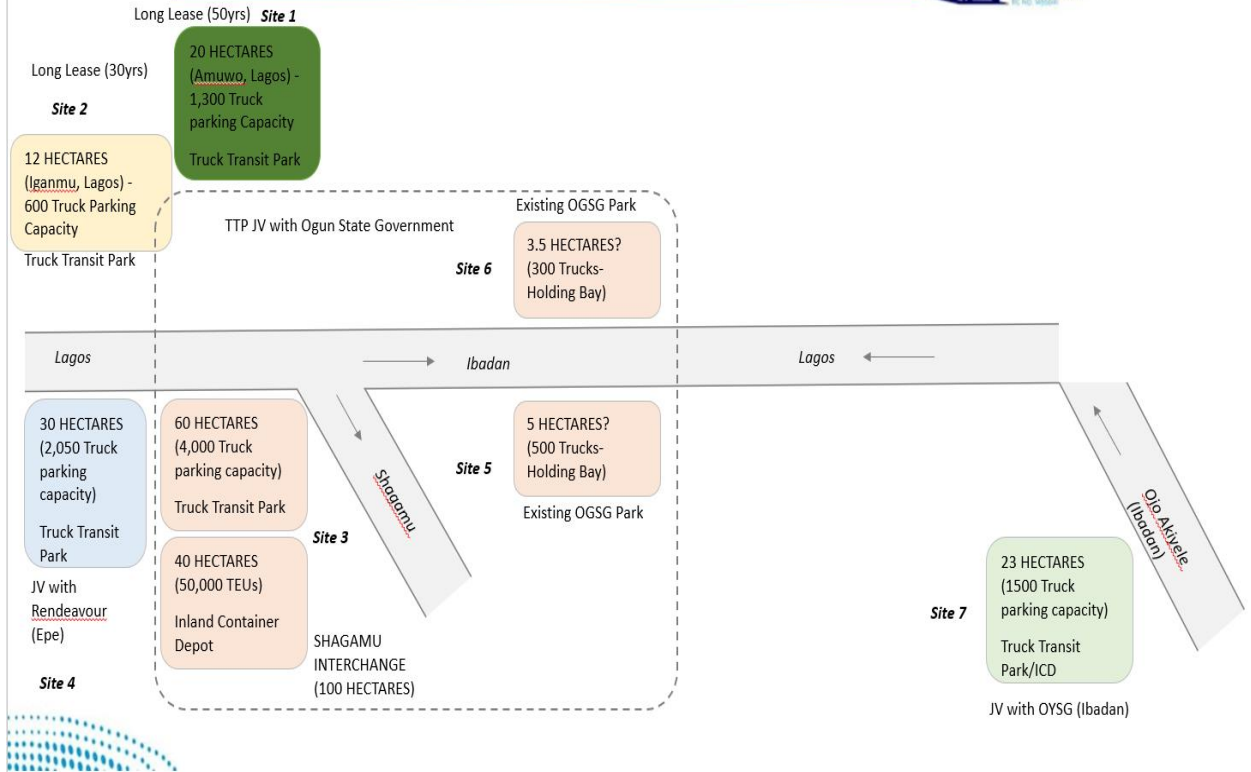 Long Lease (50yrs) Site 1
20 HECTARES
(Amuwo, Lagos) -
1,300 Truck
parking Capacity
Truck Transit Park
Long Lease (30yrs)
Site 2
12 HECTARES
(Iganmu, Lagos) -
600 Truck Parking
Capacity
Truck Transit Park
TTP JV with Ogun State Government
Existing OGSG Park
Site 6
3.5 HECTARES?
(300 Trucks-
Holding Bay)
Lagos
Ibadan
Lagos
30 HECTARES
(2,050 Truck
parking
capacity)
Truck Transit
Park
JV with
Rendeavour
(Epe)
Site 4
60 HECTARES
(4,000 Truck
parking capacity)
Truck Transit Park
Site 3
40 HECTARES
(50,000 TEUs)
Inland Container
Depot
SHAGAMU
INTERCHANGE
(100 HECTARES)
Shagamu
Site 5
5 HECTARES?
(500 Trucks-
Holding Bay)
Existing OGSG Park
Ojo Akiyele
(Ibadan)
Site 7
23 HECTARES
(1500 Truck
parking capacity)
Truck Transit
Park/ICD
JV with OYSG (Ibadan)